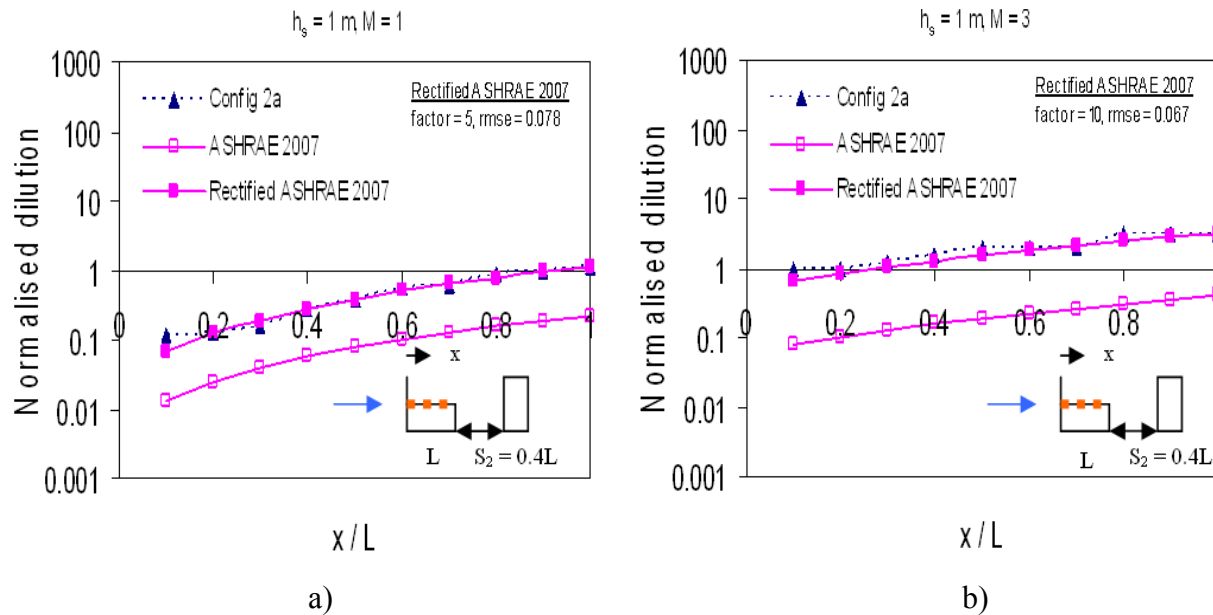 hs = 1 m, M = 1
1000
100
10
1
0.1
0.01
0.001
Normalised dilution
Config 2a
ASHRAE 2007
Rectified ASHRAE 2007
Rectified ASHRAE 2007
factor = 5, rmse = 0.078
0 0.2 0.4 0.6 0.8 1
x
L S2 = 0.4L
x / L
a)
hs = 1 m, M = 3
1000
100
10
1
0.1
0.01
0.001
Normalised dilution
Config 2a
ASHRAE 2007
Rectified ASHRAE 2007
Rectified ASHRAE 2007
factor = 10, rmse = 0.067
0 0.2 0.4 0.6 0.8
x
L S2 = 0.4L
x / L
b)